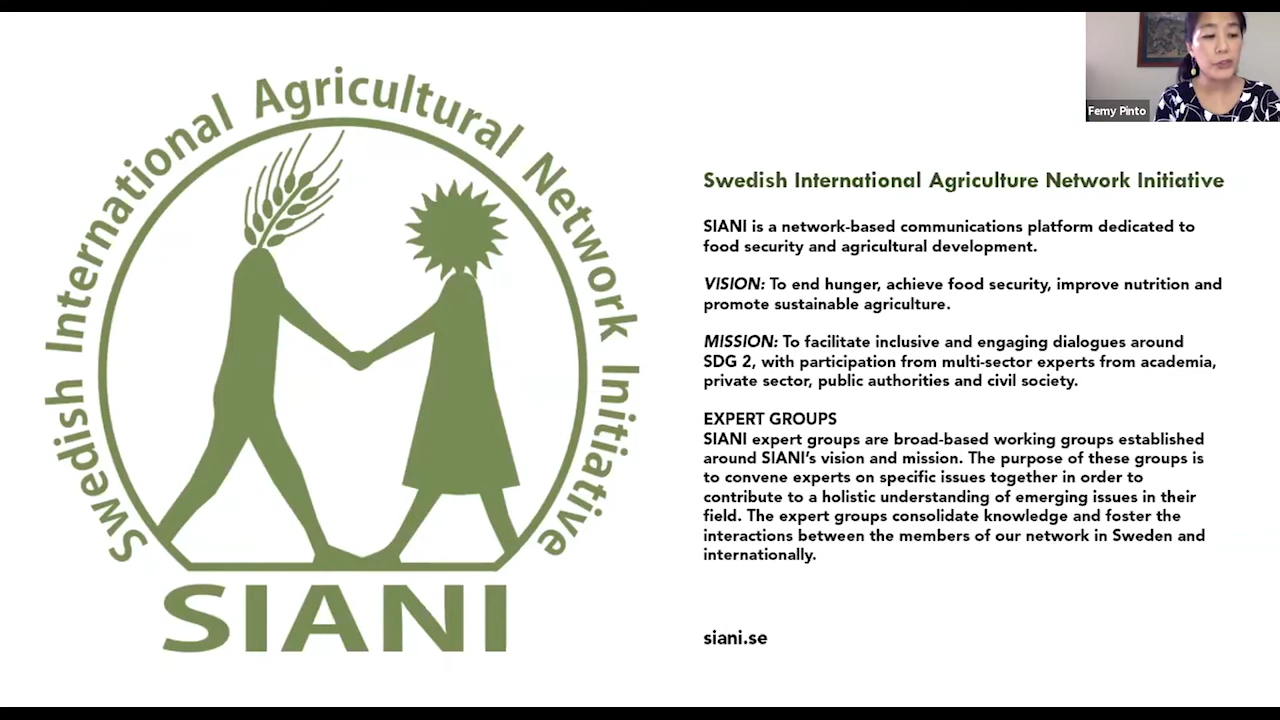 Swedish International Agricultural Network Initiative
SIANI
Femy Pinto
Swedish International Agriculture Network Initiative
SIANI is a network-based communications platform dedicated to
food security and agricultural development.
VISION: To end hunger, achieve food security, improve nutrition and
promote sustainable agriculture.
MISSION: To facilitate inclusive and engaging dialogues around
SDG 2, with participation from multi-sector experts from academia,
private sector, public authorities and civil society.
EXPERT GROUPS
SIANI expert groups are broad-based working groups established
around SIANI’s vision and mission. The purpose of these groups is
to convene experts on specific issues together in order to
contribute to a holistic understanding of emerging issues in their
field. The expert groups consolidate knowledge and foster the
interactions between the members of our network in Sweden and
internationally.
siani.se